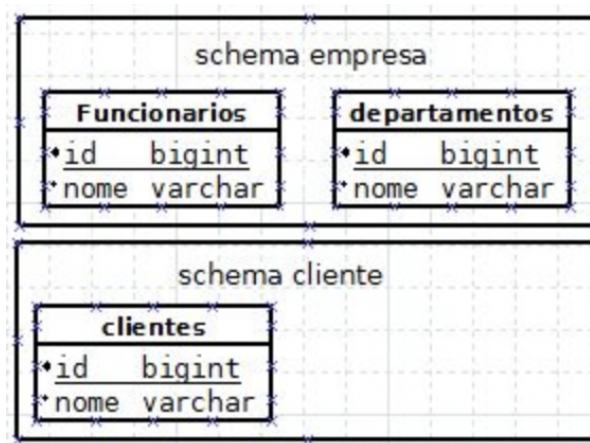 schema empresa
Funcionarios
id bigint
nome varchar
departamentos
id bigint
nome varchar
schema cliente
clientes
id bigint
nome varchar